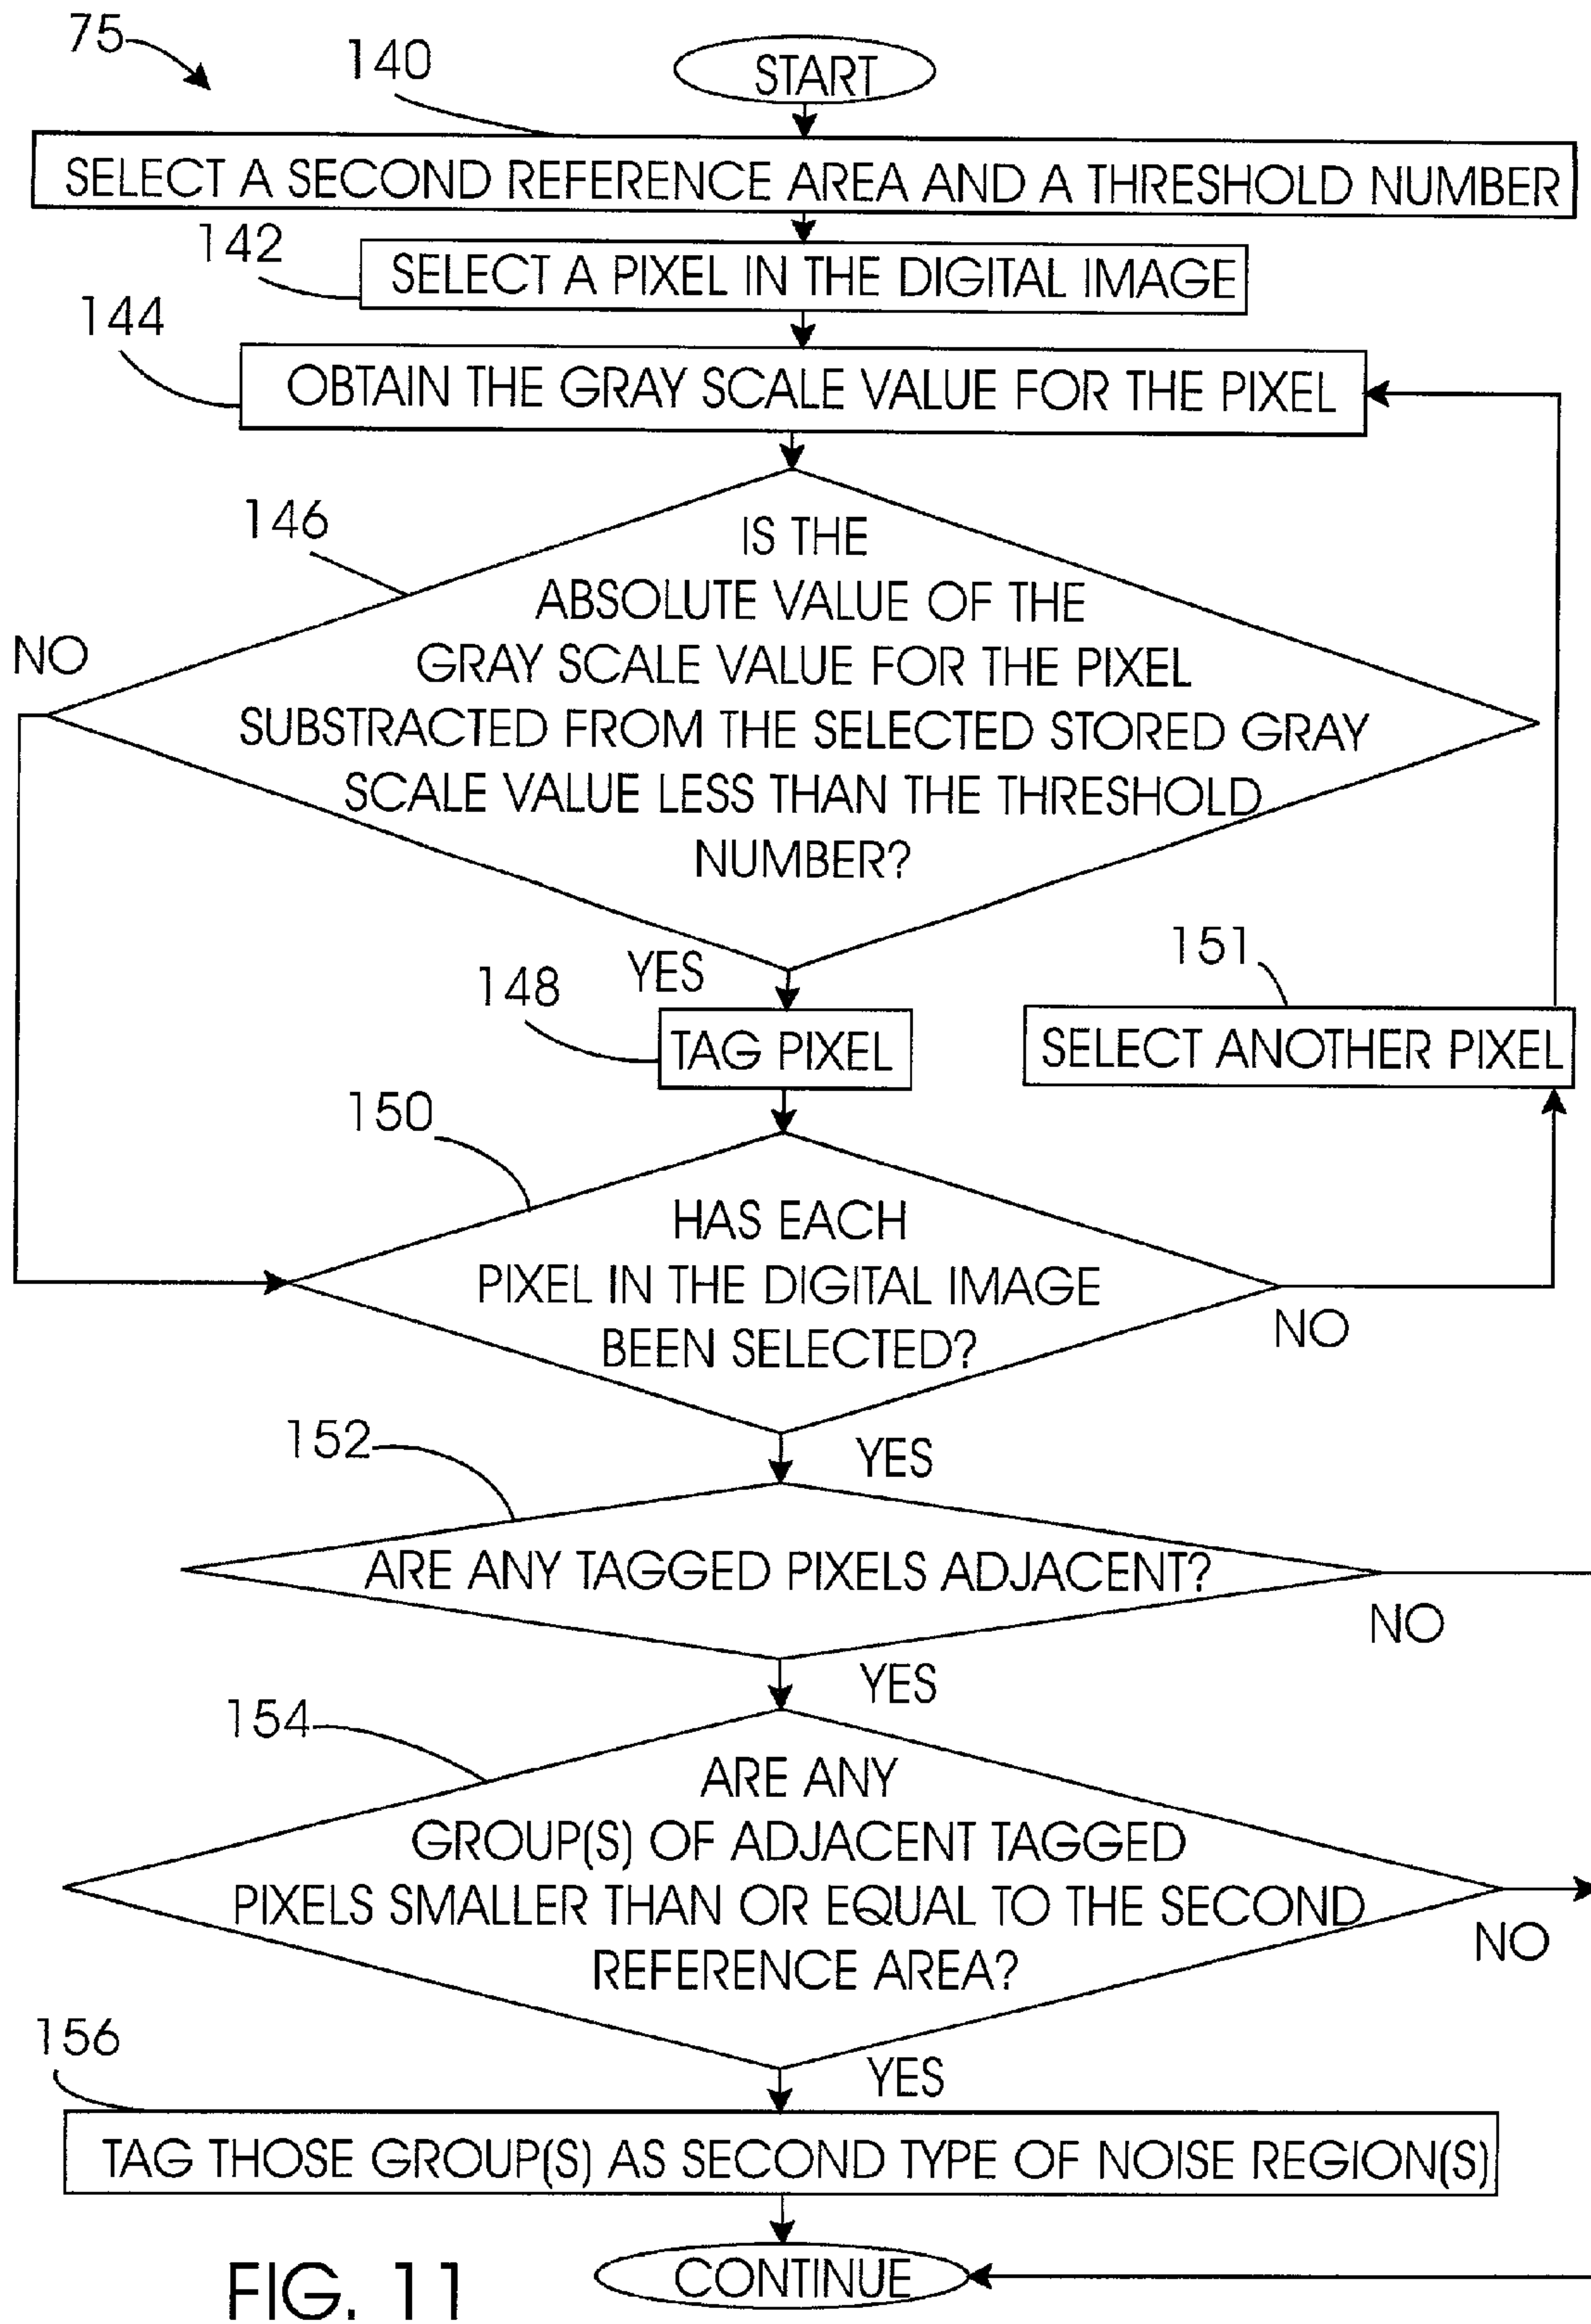 75
140
START
SELECT A SECOND REFERENCE AREA AND A THRESHOLD NUMBER
142
SELECT A PIXEL IN THE DIGITAL IMAGE
144
OBTAIN THE GRAY SCALE VALUE FOR THE PIXEL
146
IS THE
ABSOLUTE VALUE OF THE
GRAY SCALE VALUE FOR THE PIXEL
SUBSTRACTED FROM THE SELECTED STORED GRAY
SCALE VALUE LESS THAN THE THRESHOLD
NUMBER?
NO
YES
148
TAG PIXEL
151
SELECT ANOTHER PIXEL
150
HAS EACH
PIXEL IN THE DIGITAL IMAGE
BEEN SELECTED?
NO
YES
152
ARE ANY TAGGED PIXELS ADJACENT?
NO
YES
154
ARE ANY
GROUP(S) OF ADJACENT TAGGED
PIXELS SMALLER THAN OR EQUAL TO THE SECOND
REFERENCE AREA?
NO
YES
156
TAG THOSE GROUP(S) AS SECOND TYPE OF NOISE REGION(S)
CONTINUE
FIG. 11